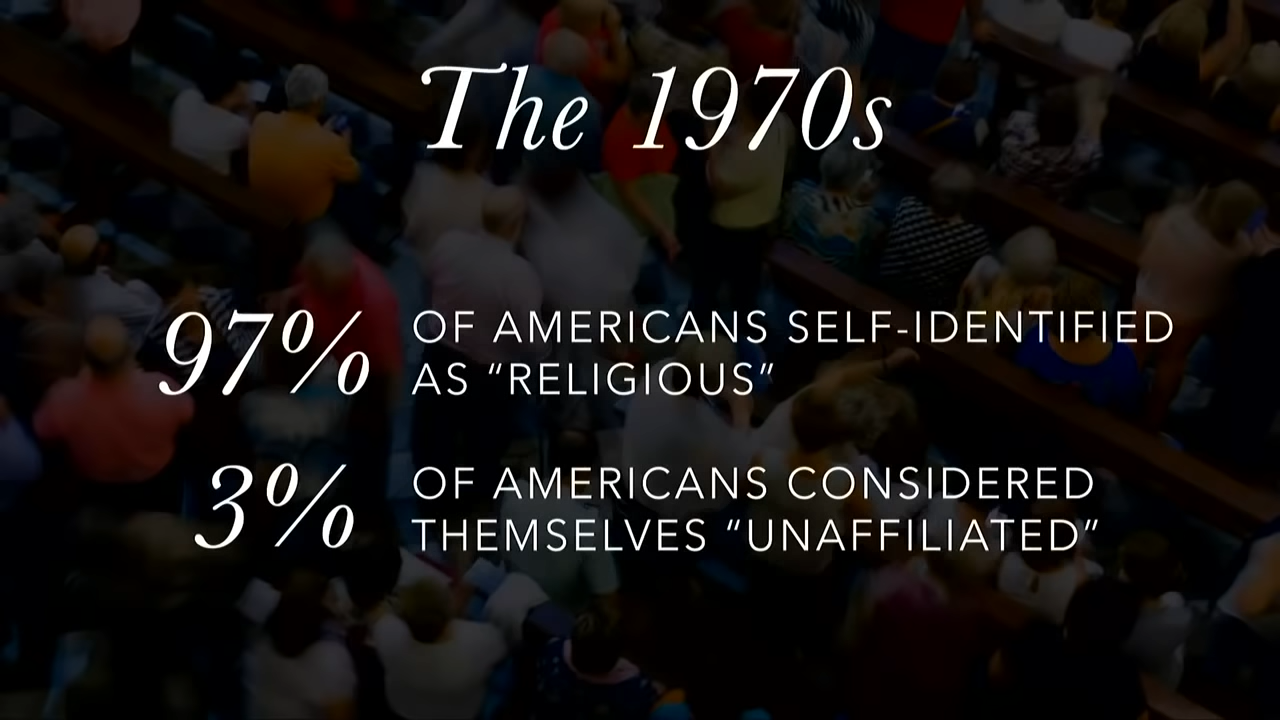 The 1970s
97% OF AMERICANS SELF-IDENTIFIED
AS “RELIGIOUS”
3% OF AMERICANS CONSIDERED
THEMSELVES “UNAFFILIATED”